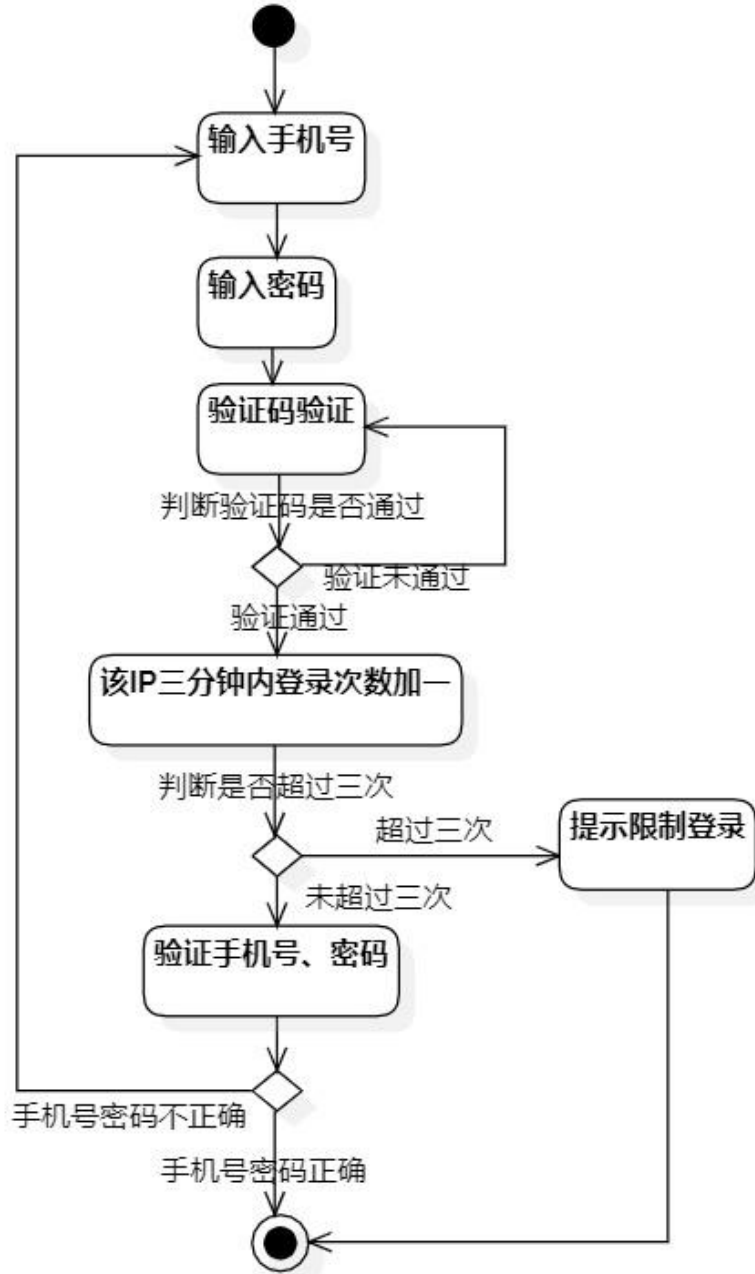 输入手机号
输入密码
验证码验证
判断验证码是否通过
验证未通过
验证通过
该IP三分钟内登录次数加一
判断是否超过三次
超过三次
提示限制登录
未超过三次
验证手机号、密码
手机号密码不正确
手机号密码正确